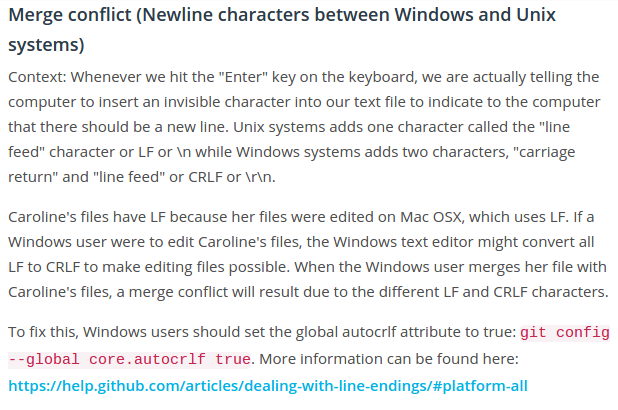 Merge conflict (Newline characters between Windows and Unix
systems)
Context: Whenever we hit the "Enter" key on the keyboard, we are actually telling the
computer to insert an invisible character into our text file to indicate to the computer
that there should be a new line. Unix systems adds one character called the "line
feed" character or LF or \n while Windows systems adds two characters, "carriage
return" and "line feed" or CRLF or \r\n.
Caroline's files have LF because her files were edited on Mac OSX, which uses LF. If a
Windows user were to edit Caroline's files, the Windows text editor might convert all
LF to CRLF to make editing files possible. When the Windows user merges her file with
Caroline's files, a merge conflict will result due to the different LF and CRLF characters.
To fix this, Windows users should set the global autocrlf attribute to true: git config
--global core.autocrlf true. More information can be found here:
https://help.github.com/articles/dealing-with-line-endings/#platform-all